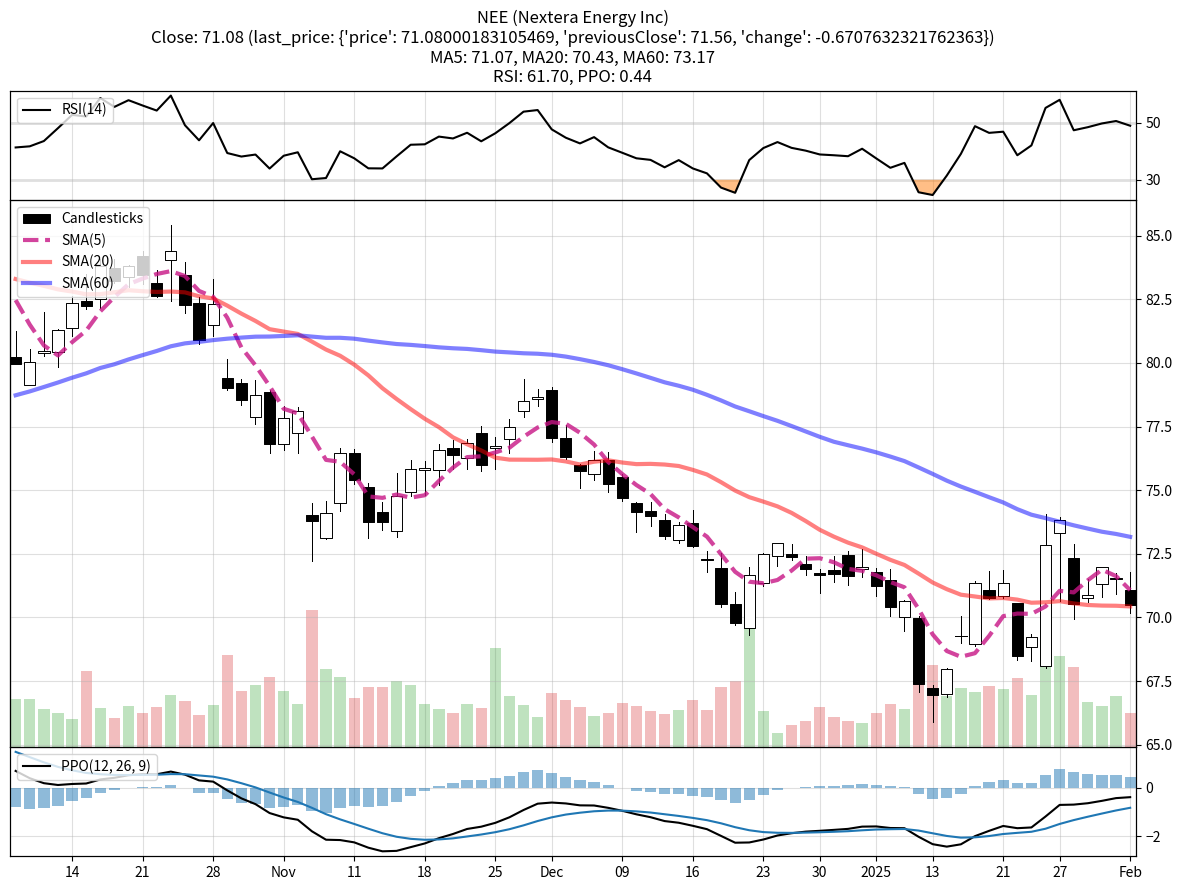 NEE (Nextera Energy Inc)
Close: 71.08 (last_price: {'price': 71.08000183105469, 'previousClose': 71.56, 'change': -0.6707632321762363})
MA5: 71.07, MA20: 70.43, MA60: 73.17
RSI: 61.70, PPO: 0.44
RSI(14)
50
30
Candlesticks
SMA(5)
SMA(20)
SMA(60)
85.0
82.5
80.0
77.5
75.0
72.5
70.0
67.5
65.0
PPO(12, 26, 9)
0
−2
14 21 28 Nov 11 18 25 Dec 09 16 23 30 2025 13 21 27 Feb